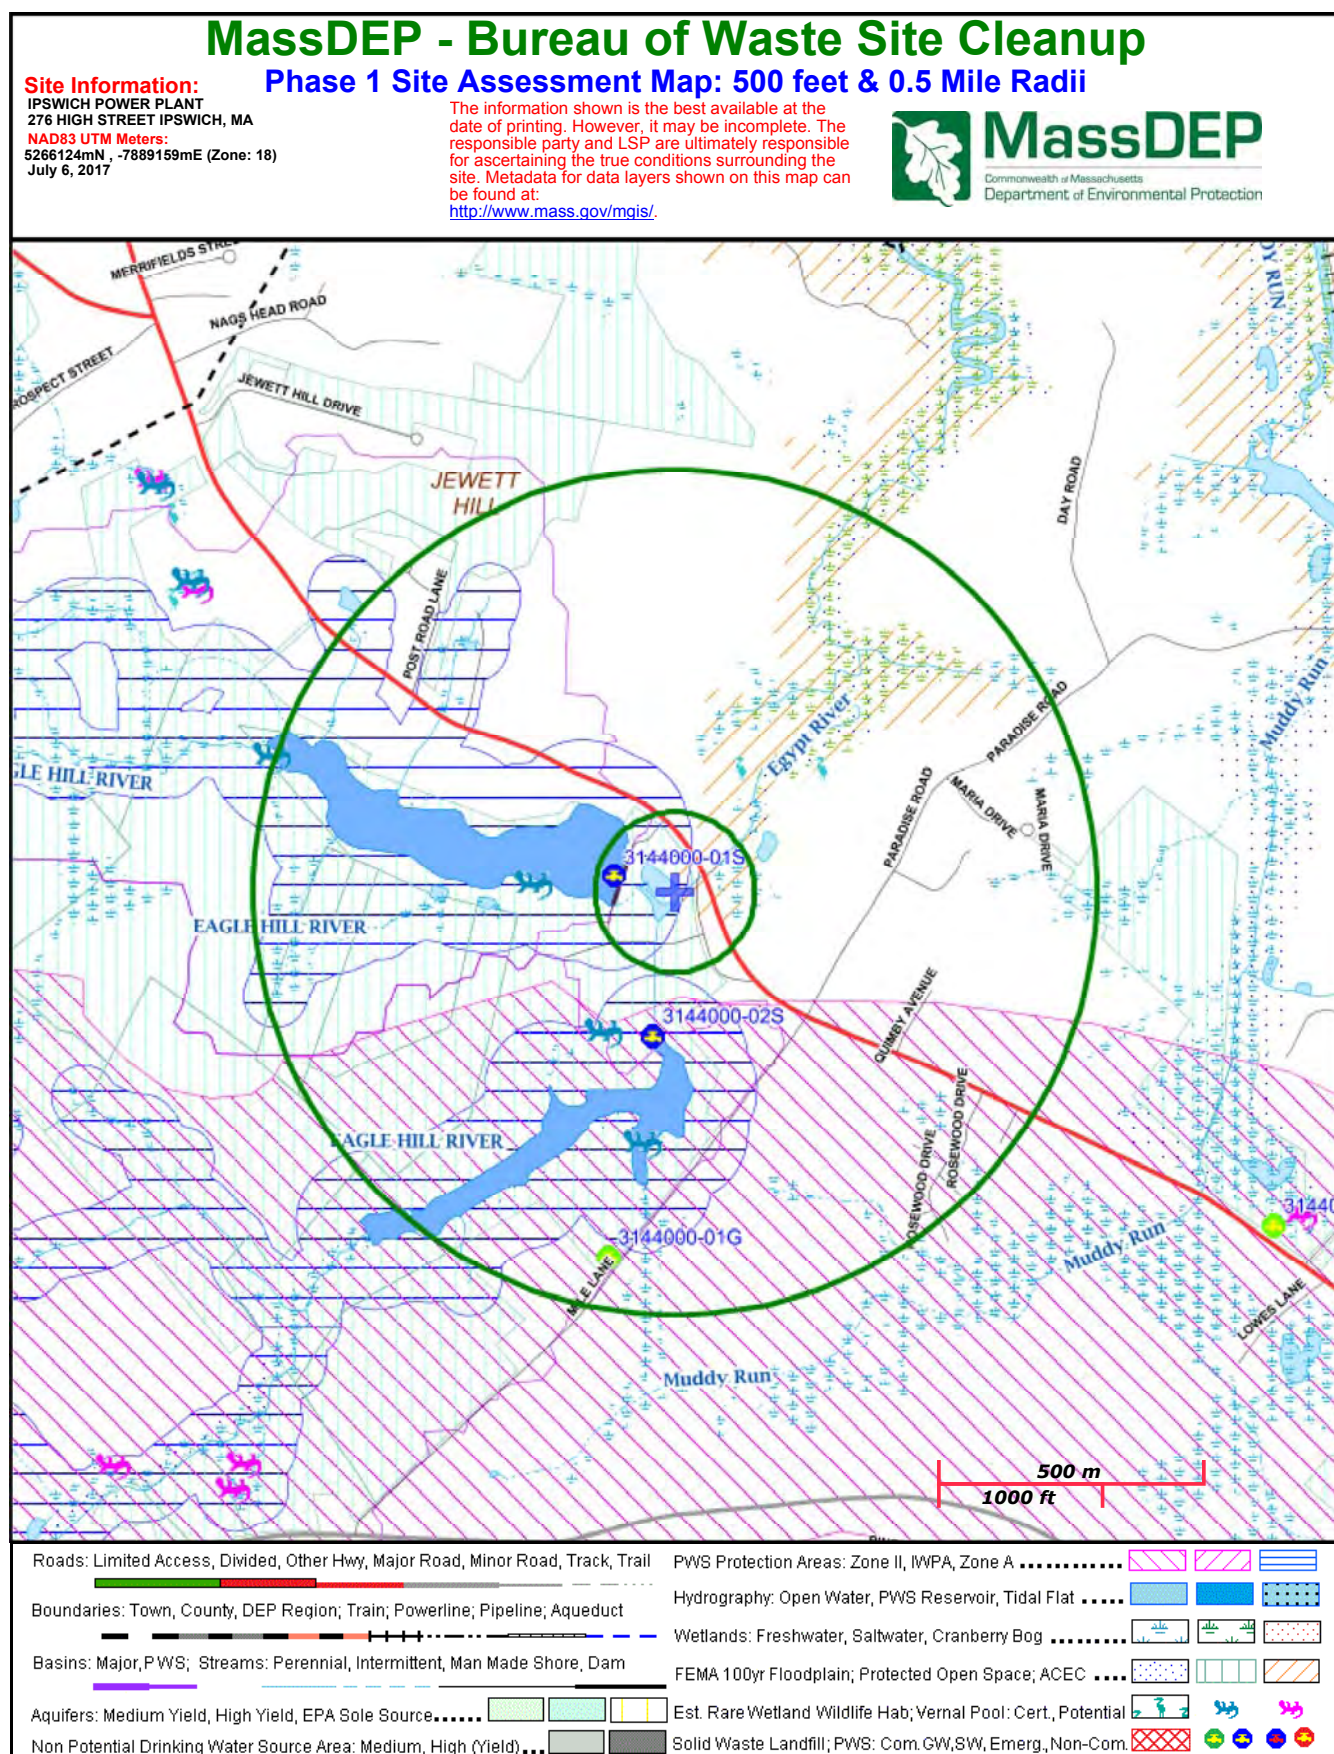 MassDEP - Bureau of Waste Site Cleanup
Phase 1 Site Assessment Map: 500 feet & 0.5 Mile Radii
Site Information:
IPSWICH POWER PLANT
276 HIGH STREET IPSWICH, MA
NAD83 UTM Meters:
5266124mN , -7889159mE (Zone: 18)
July 6, 2017
The information shown is the best available at the
date of printing. However, it may be incomplete. The
responsible party and LSP are ultimately responsible
for ascertaining the true conditions surrounding the
site. Metadata for data layers shown on this map can
be found at:
http://www.mass.gov/mgis/.
MassDEP
Commonwealth of Massachusetts
Department of Environmental Protection
MERRIFIELDS STRE
NAGS HEAD ROAD
ROSPECT STREET
JEWETT HILL DRIVE
JEWETT
HILL
DY RUN
DAY ROAD
POST ROAD LANE
Egypt River
PARADISE ROAD
PARADISE ROAD
Muddy Run
MARIA DRIVE
MARIA DRIVE
GLE HILL RIVER
3144000-01S
EAGLE HILL RIVER
QUIMBY AVENUE
3144000-02S
ROSEWOOD DRIVE
ROSEWOOD DRIVE
EAGLE HILL RIVER
31440
3144000-01G
Muddy Run
MILE LANE
LOWES LANE
Muddy Run
500 m
1000 ft
Roads: Limited Access, Divided, Other Hwy, Major Road, Minor Road, Track, Trail
Boundaries: Town, County, DEP Region; Train; Powerline; Pipeline; Aqueduct
Basins: Major, PWS; Streams: Perennial, Intermittent, Man Made Shore, Dam
Aquifers: Medium Yield, High Yield, EPA Sole Source
Non Potential Drinking Water Source Area: Medium, High (Yield)
PWS Protection Areas: Zone II, IWPA, Zone A
Hydrography: Open Water, PWS Reservoir, Tidal Flat
Wetlands: Freshwater, Saltwater, Cranberry Bog
FEMA 100yr Floodplain; Protected Open Space; ACEC
Est. Rare Wetland Wildlife Hab; Vernal Pool: Cert., Potential
Solid Waste Landfill; PWS: Com. GW, SW, Emerg., Non-Com.